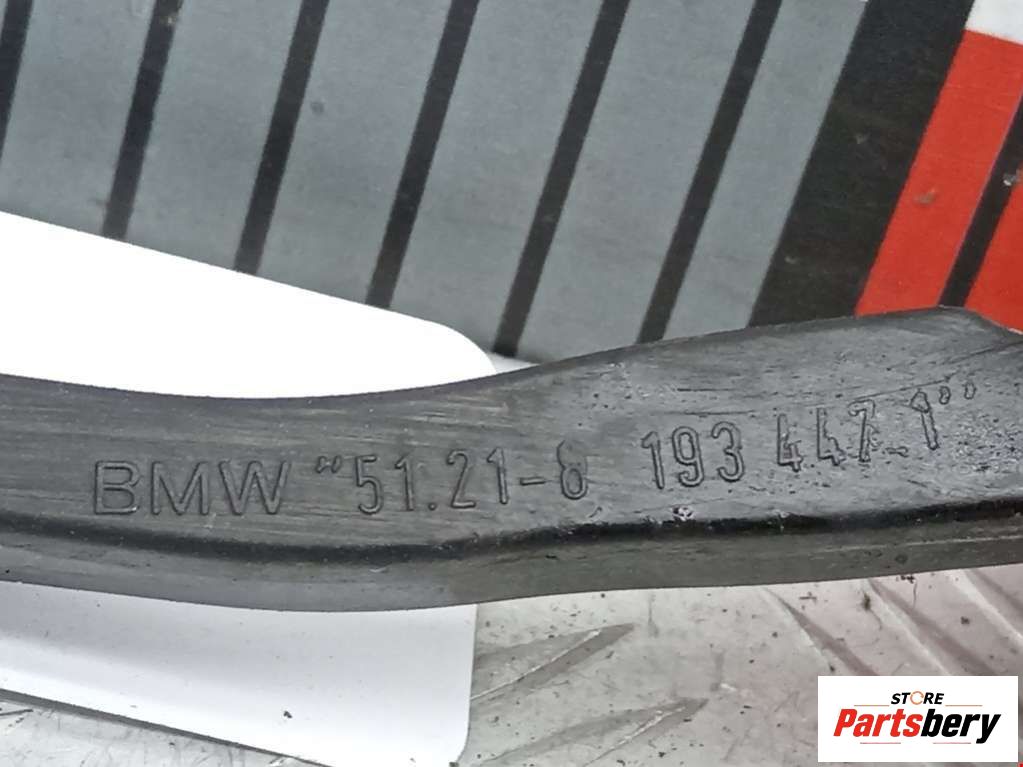 BMW "51.21-8 193 447.1"
STORE
Partsbery